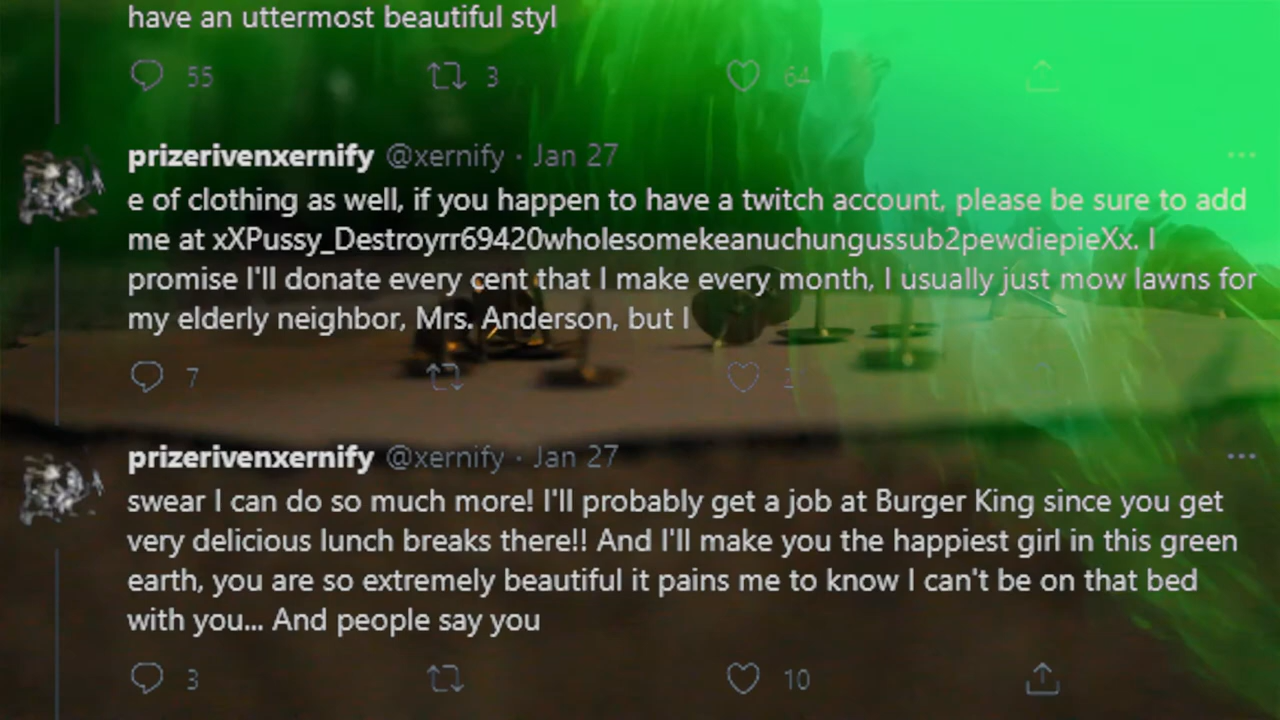 have an uttermost beautiful styl
55 3 64
prizerivenxernify @xernify · Jan 27
e of clothing as well, if you happen to have a twitch account, please be sure to add
me at xXPussy_Destroyrr69420wholesomekeanuchungussub2pewdiepieXx. I
promise I'll donate every cent that I make every month, I usually just mow lawns for
my elderly neighbor, Mrs. Anderson, but I
7
prizerivenxernify @xernify · Jan 27
swear I can do so much more! I'll probably get a job at Burger King since you get
very delicious lunch breaks there!! And I'll make you the happiest girl in this green
earth, you are so extremely beautiful it pains me to know I can't be on that bed
with you... And people say you
3 10